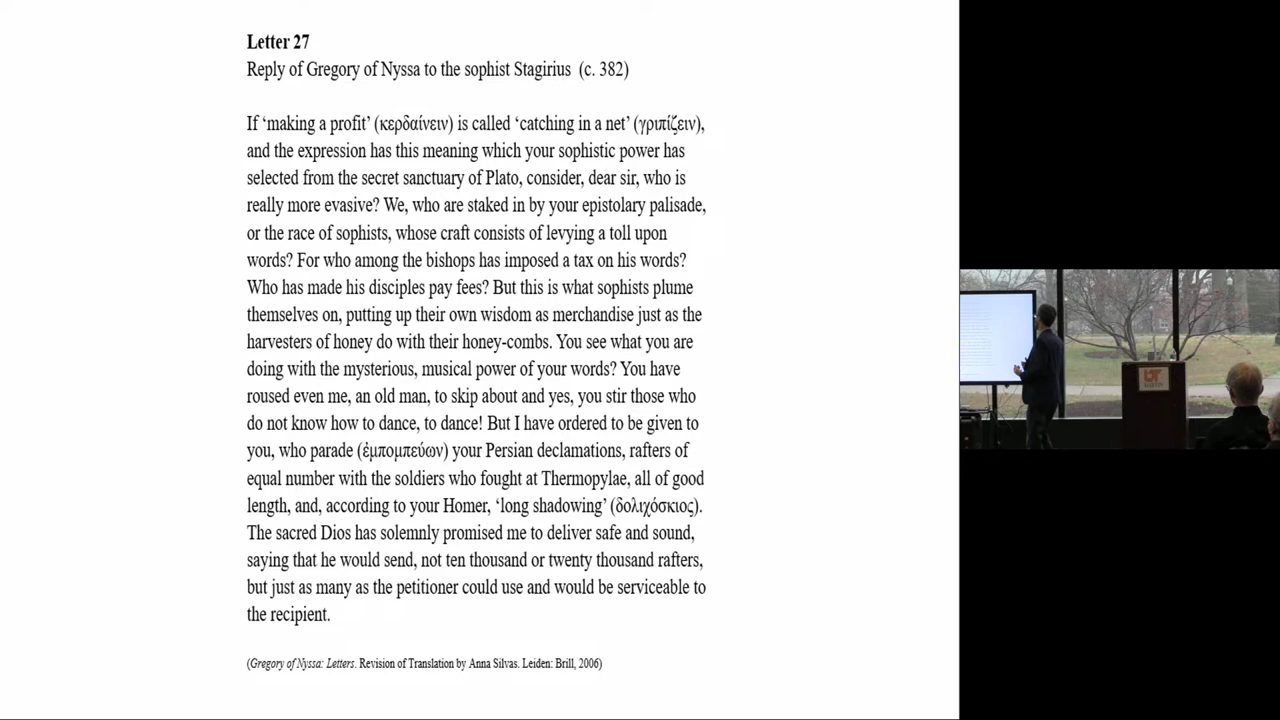 Letter 27
Reply of Gregory of Nyssa to the sophist Stagirius (c. 382)
If ‘making a profit’ (κερδαίνειν) is called ‘catching in a net’ (γριπίζειν),
and the expression has this meaning which your sophistic power has
selected from the secret sanctuary of Plato, consider, dear sir, who is
really more evasive? We, who are staked in by your epistolary palisade,
or the race of sophists, whose craft consists of levying a toll upon
words? For who among the bishops has imposed a tax on his words?
Who has made his disciples pay fees? But this is what sophists plume
themselves on, putting up their own wisdom as merchandise just as the
harvesters of honey do with their honey-combs. You see what you are
doing with the mysterious, musical power of your words? You have
roused even me, an old man, to skip about and yes, you stir those who
do not know how to dance, to dance! But I have ordered to be given to
you, who parade (ἐμπομπεύων) your Persian declamations, rafters of
equal number with the soldiers who fought at Thermopylae, all of good
length, and, according to your Homer, ‘long shadowing’ (δολιχόσκιος).
The sacred Dios has solemnly promised me to deliver safe and sound,
saying that he would send, not ten thousand or twenty thousand rafters,
but just as many as the petitioner could use and would be serviceable to
the recipient.
(Gregory of Nyssa: Letters. Revision of Translation by Anna Silvas. Leiden: Brill, 2006)
UT